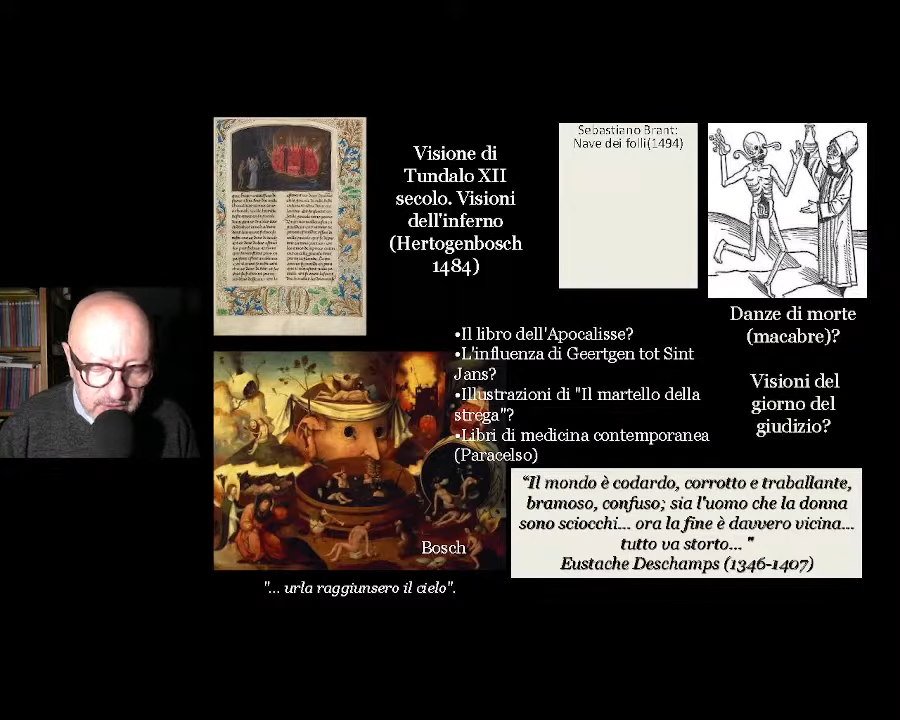 Visione di
Tundalo XII
secolo. Visioni
dell'inferno
(Hertogenbosch
1484)
Sebastiano Brant:
Nave dei folli(1494)
Danze di morte
(macabre)?
Visioni del
giorno del
giudizio?
•Il libro dell'Apocalisse?
•L'influenza di Geertgen tot Sint
Jans?
•Illustrazioni di "Il martello della
strega"?
•Libri di medicina contemporanea
(Paracelso)
Bosch
"... urla raggiunsero il cielo".
“Il mondo è codardo, corrotto e traballante,
bramoso, confuso; sia l'uomo che la donna
sono sciocchi... ora la fine è davvero vicina...
tutto va storto... "
Eustache Deschamps (1346-1407)